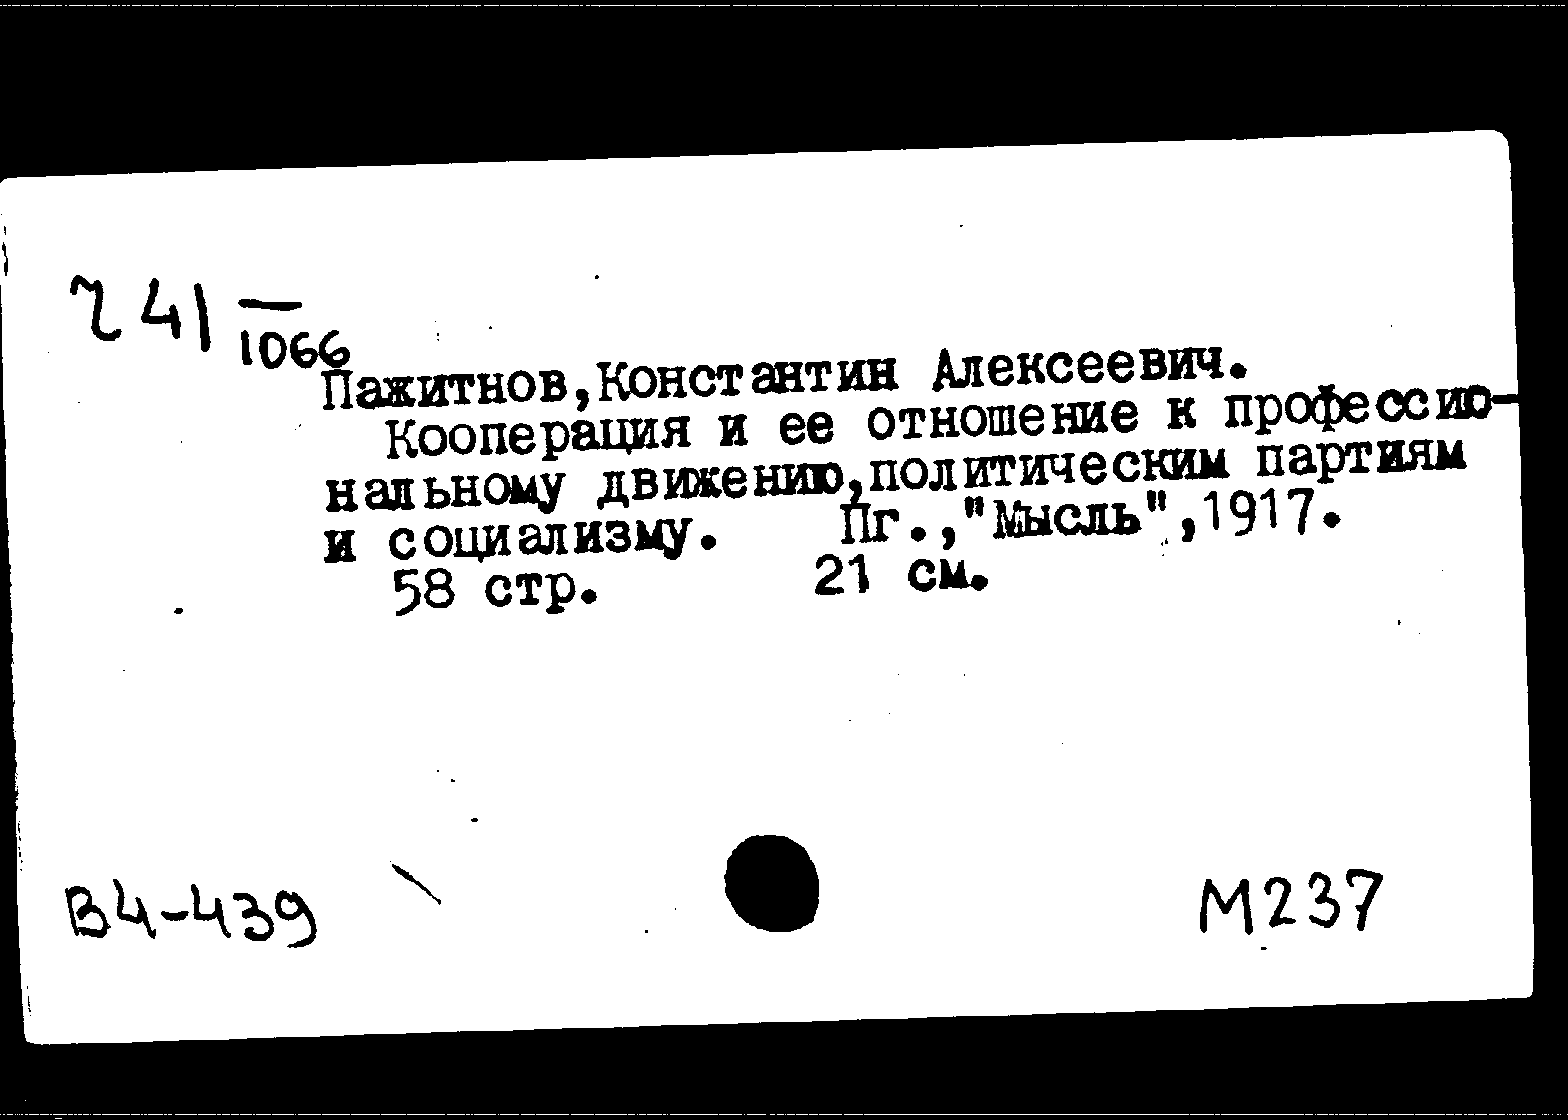 241
1066
Пажитнов,Константин Алексеевич.
Кооперация и ее отношение к профессио-
нальному движению,политическим партиям
и социализму. Пг.,"Мысль",1917.
58 стр. 21 см.
В4-439 М237